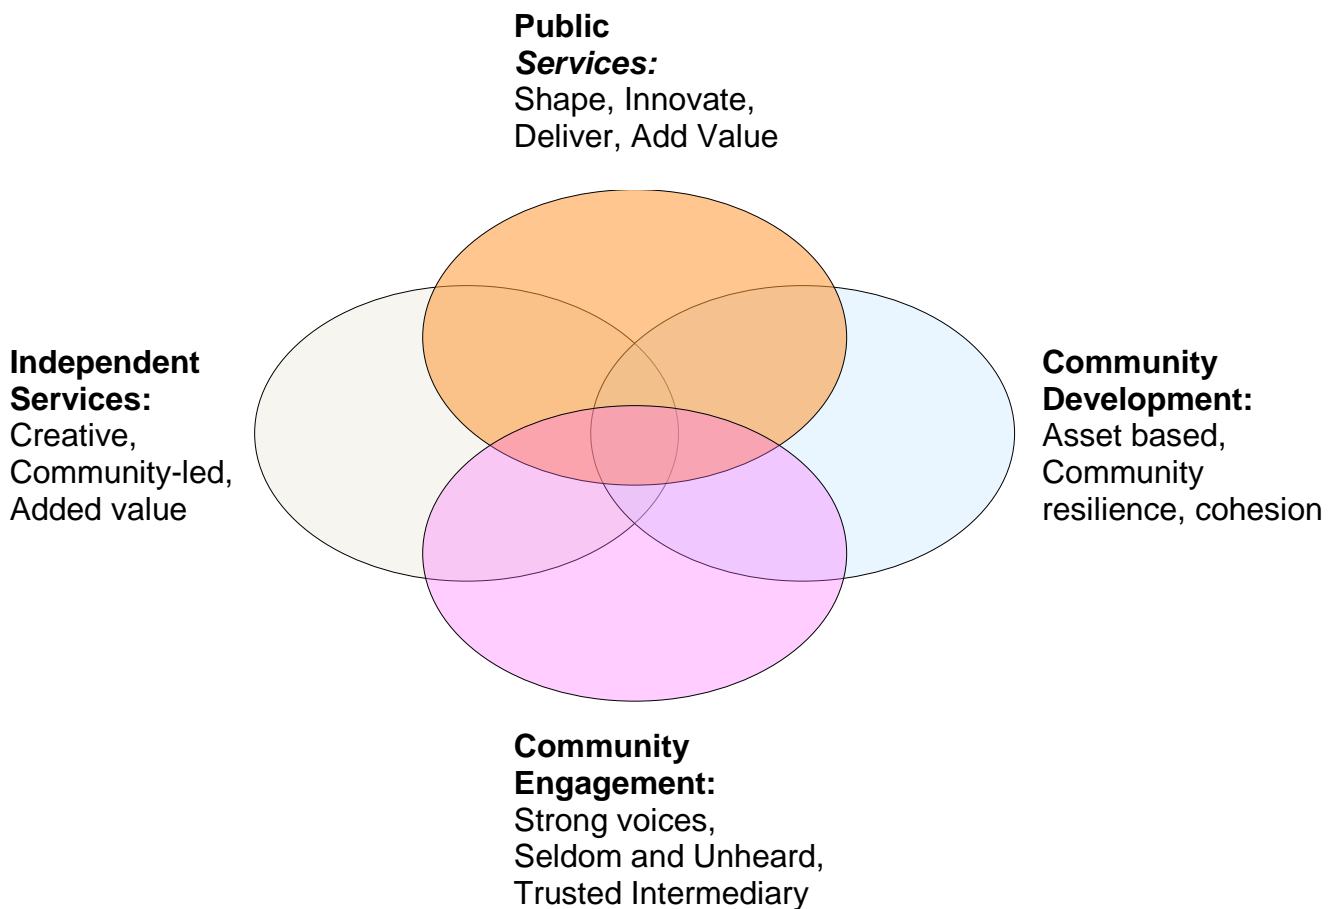 Public
Services:
Shape, Innovate,
Deliver, Add Value
Independent
Services:
Creative,
Community-led,
Added value
Community
Development:
Asset based,
Community
resilience, cohesion
Community
Engagement:
Strong voices,
Seldom and Unheard,
Trusted Intermediary